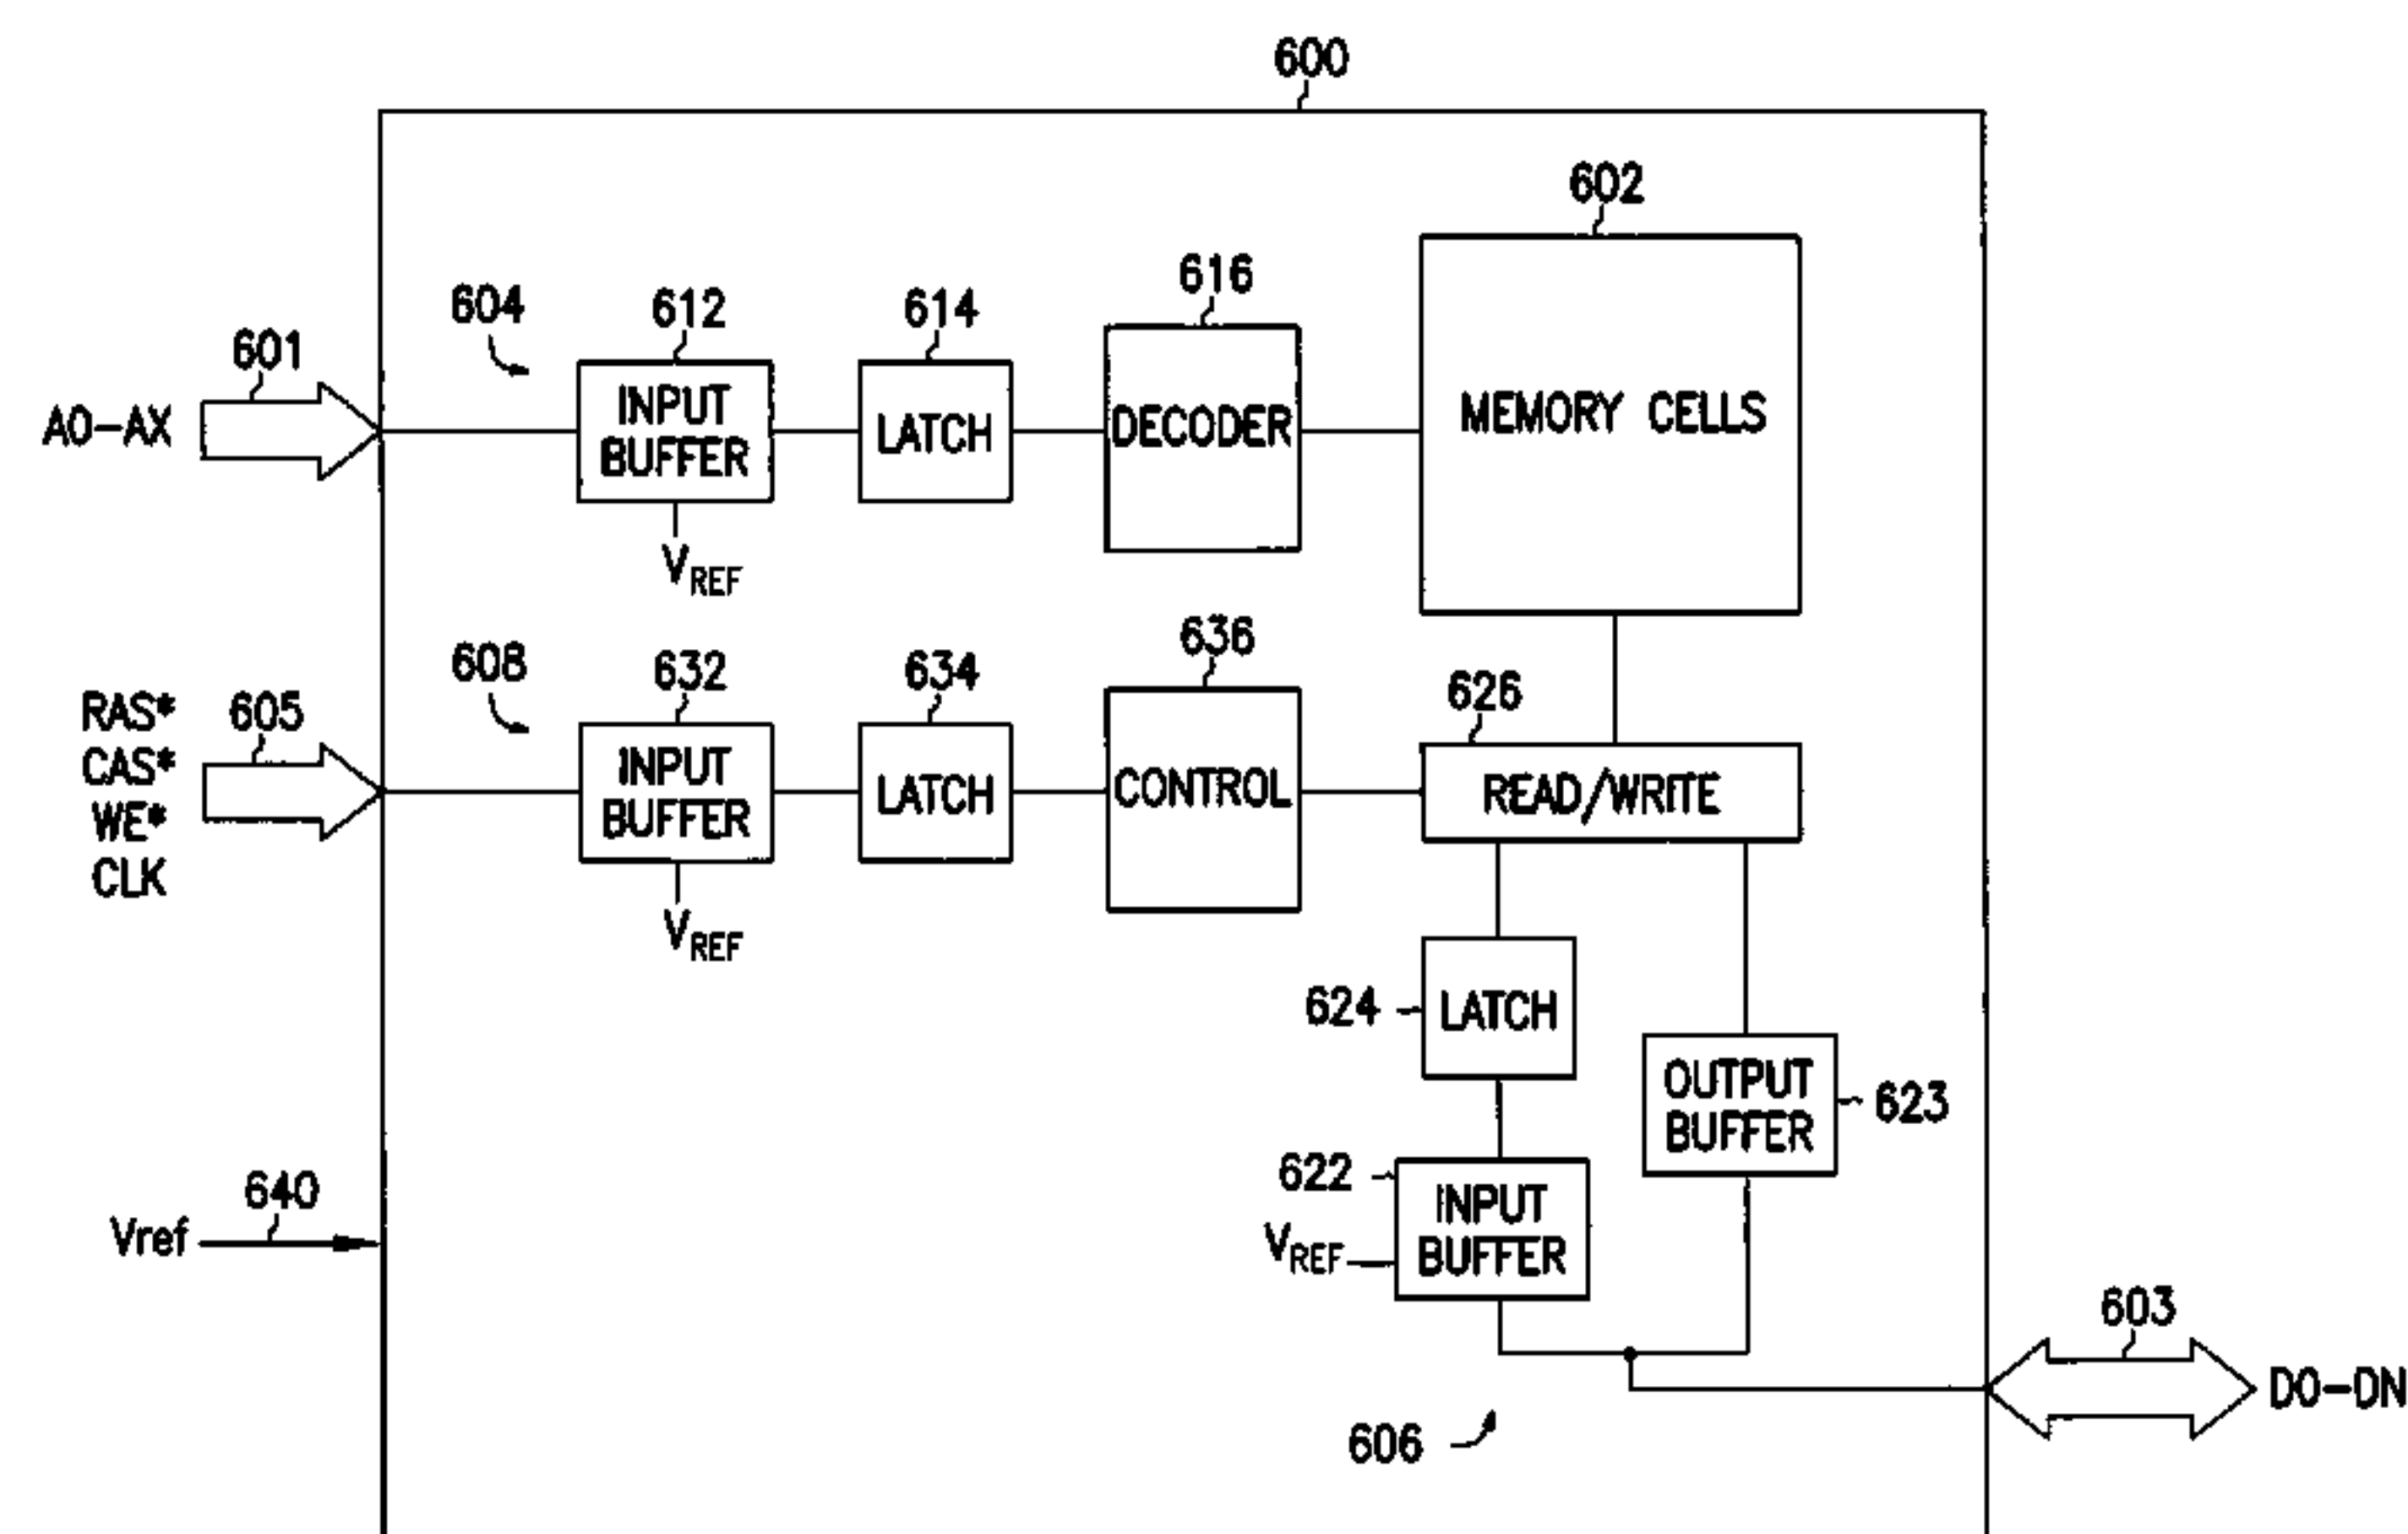 600
602
616
604
612
614
601
A0-AX
INPUT
BUFFER
LATCH
DECODER
MEMORY CELLS
VREF
636
608
632
634
626
RAS*
CAS*
WE*
CLK
605
INPUT
BUFFER
LATCH
CONTROL
READ/WRITE
VREF
624
LATCH
OUTPUT
BUFFER
623
622
INPUT
BUFFER
VREF
640
Vref
603
D0-DN
606